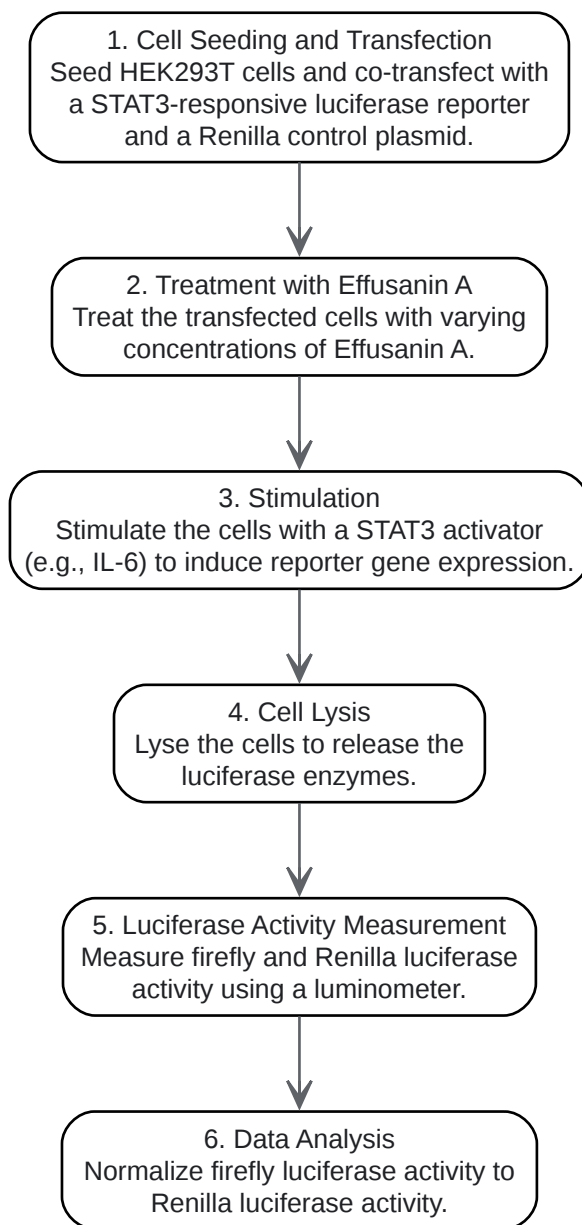 1. Cell Seeding and Transfection
Seed HEK293T cells and co-transfect with
a STAT3-responsive luciferase reporter
and a Renilla control plasmid.
2. Treatment with Effusanin A
Treat the transfected cells with varying
concentrations of Effusanin A.
3. Stimulation
Stimulate the cells with a STAT3 activator
(e.g., IL-6) to induce reporter gene expression.
4. Cell Lysis
Lyse the cells to release the
luciferase enzymes.
5. Luciferase Activity Measurement
Measure firefly and Renilla luciferase
activity using a luminometer.
6. Data Analysis
Normalize firefly luciferase activity to
Renilla luciferase activity.